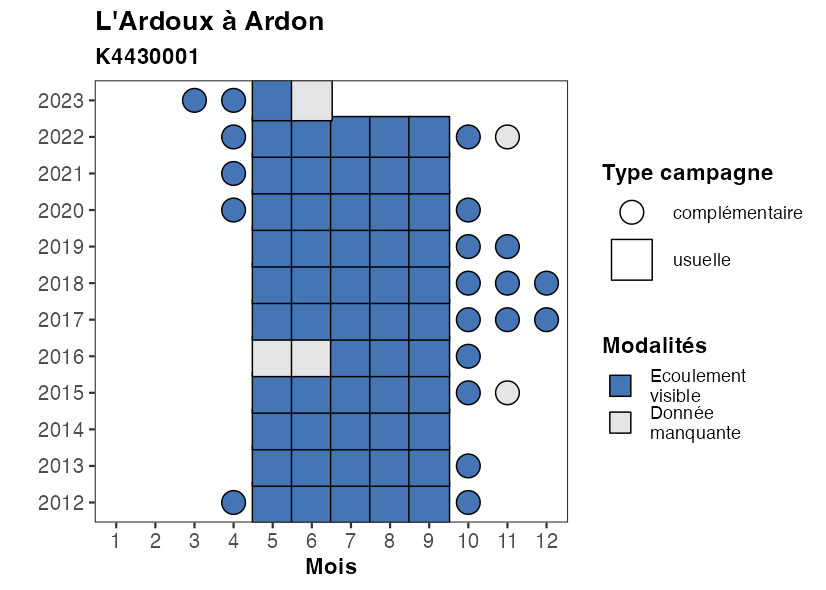 L'Ardoux à Ardon
K4430001
2023
2022
2021
2020
2019
2018
2017
2016
2015
2014
2013
2012
1 2 3 4 5 6 7 8 9 10 11 12
Mois
Type campagne
complémentaire
usuelle
Modalités
Ecoulement
visible
Donnée
manquante